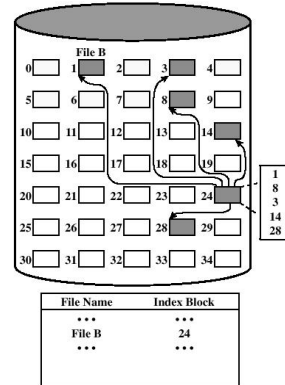 File B
0 1 2 3 4
5 6 7 8 9
10 11 12 13 14
15 16 17 18 19
20 21 22 23 24
25 26 27 28 29
30 31 32 33 34
1
8
3
14
28
File Name Index Block
••• •••
File B 24
••• •••